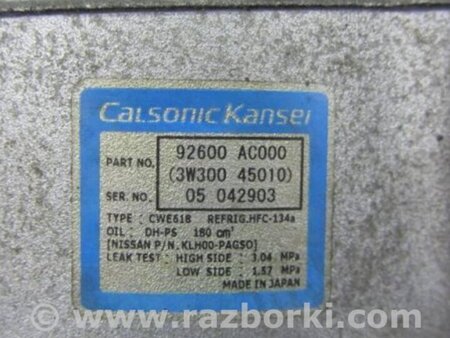 CaLsonicKansei
PART NO. 92600 AC000
(3W300 45010)
SER NO. 05 042903
TYPE : CWE618 REFRIG.HFC-134a
OIL: DH-PS 180 cm³
[NISSAN P/N. KLH00-PAGS0]
LEAK TEST : HIGH SIDE : 3.04 MPa
LOW SIDE : 1.57 MPa
MADE IN JAPAN
© www.razborki.com